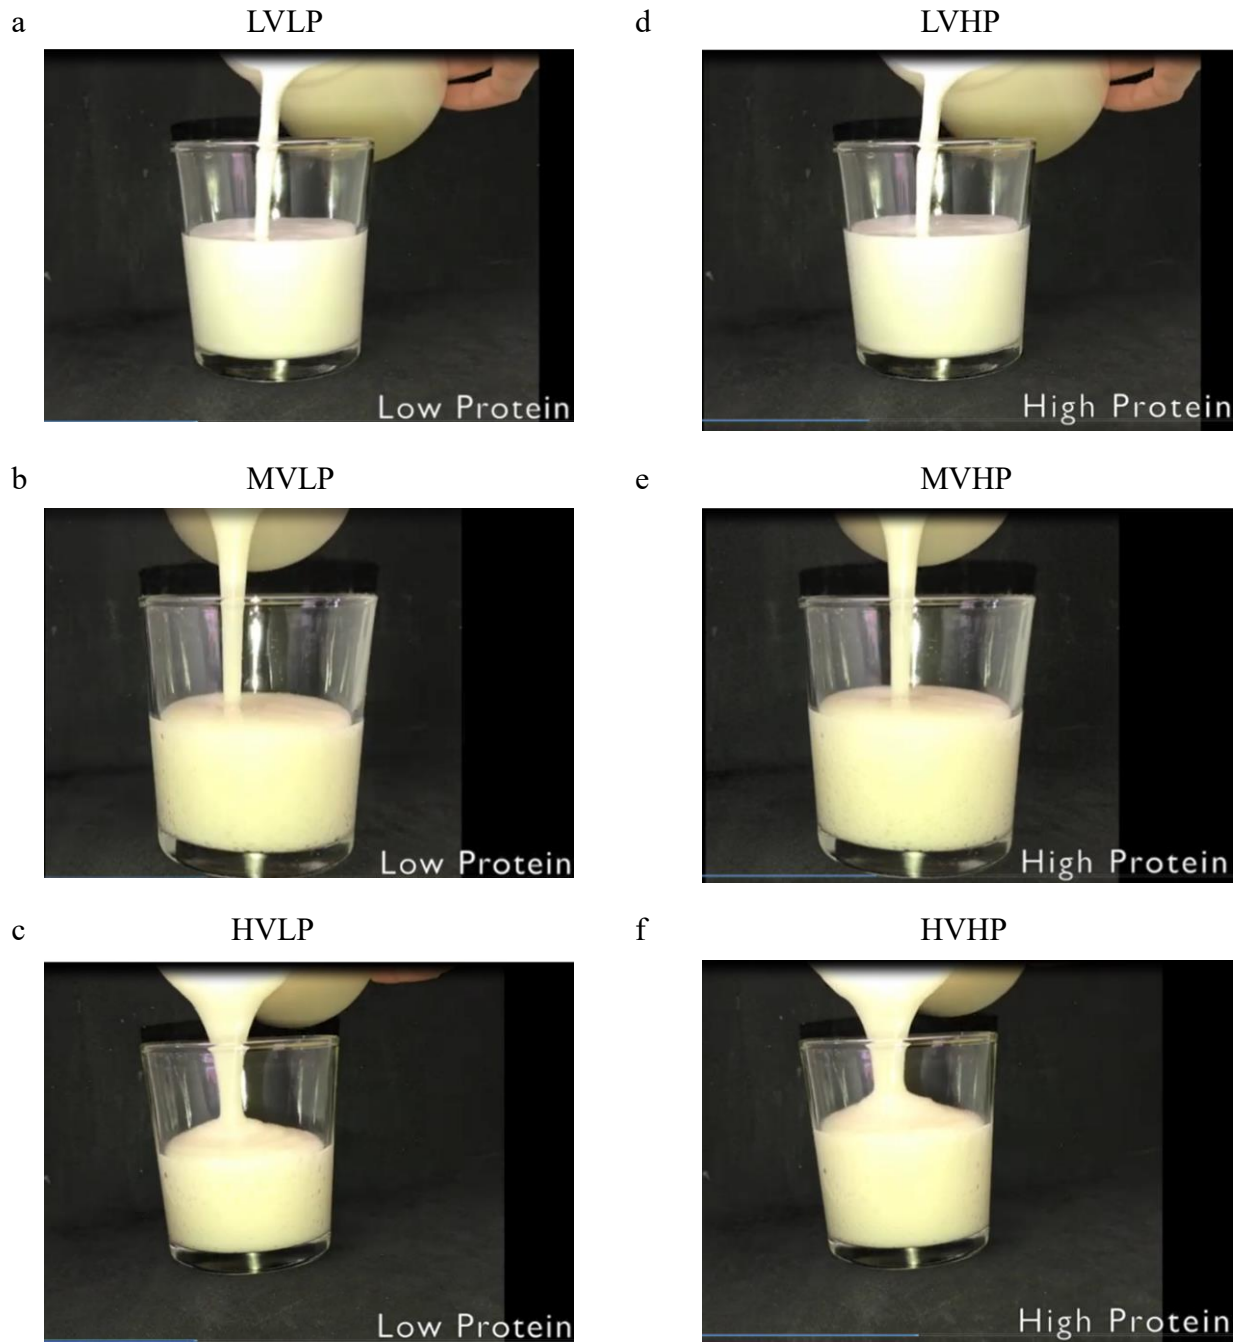 a LVLP
d LVHP
Low Protein
High Protein
b MVLP
e MVHP
Low Protein
High Protein
c HVLP
f HVHP
Low Protein
High Protein